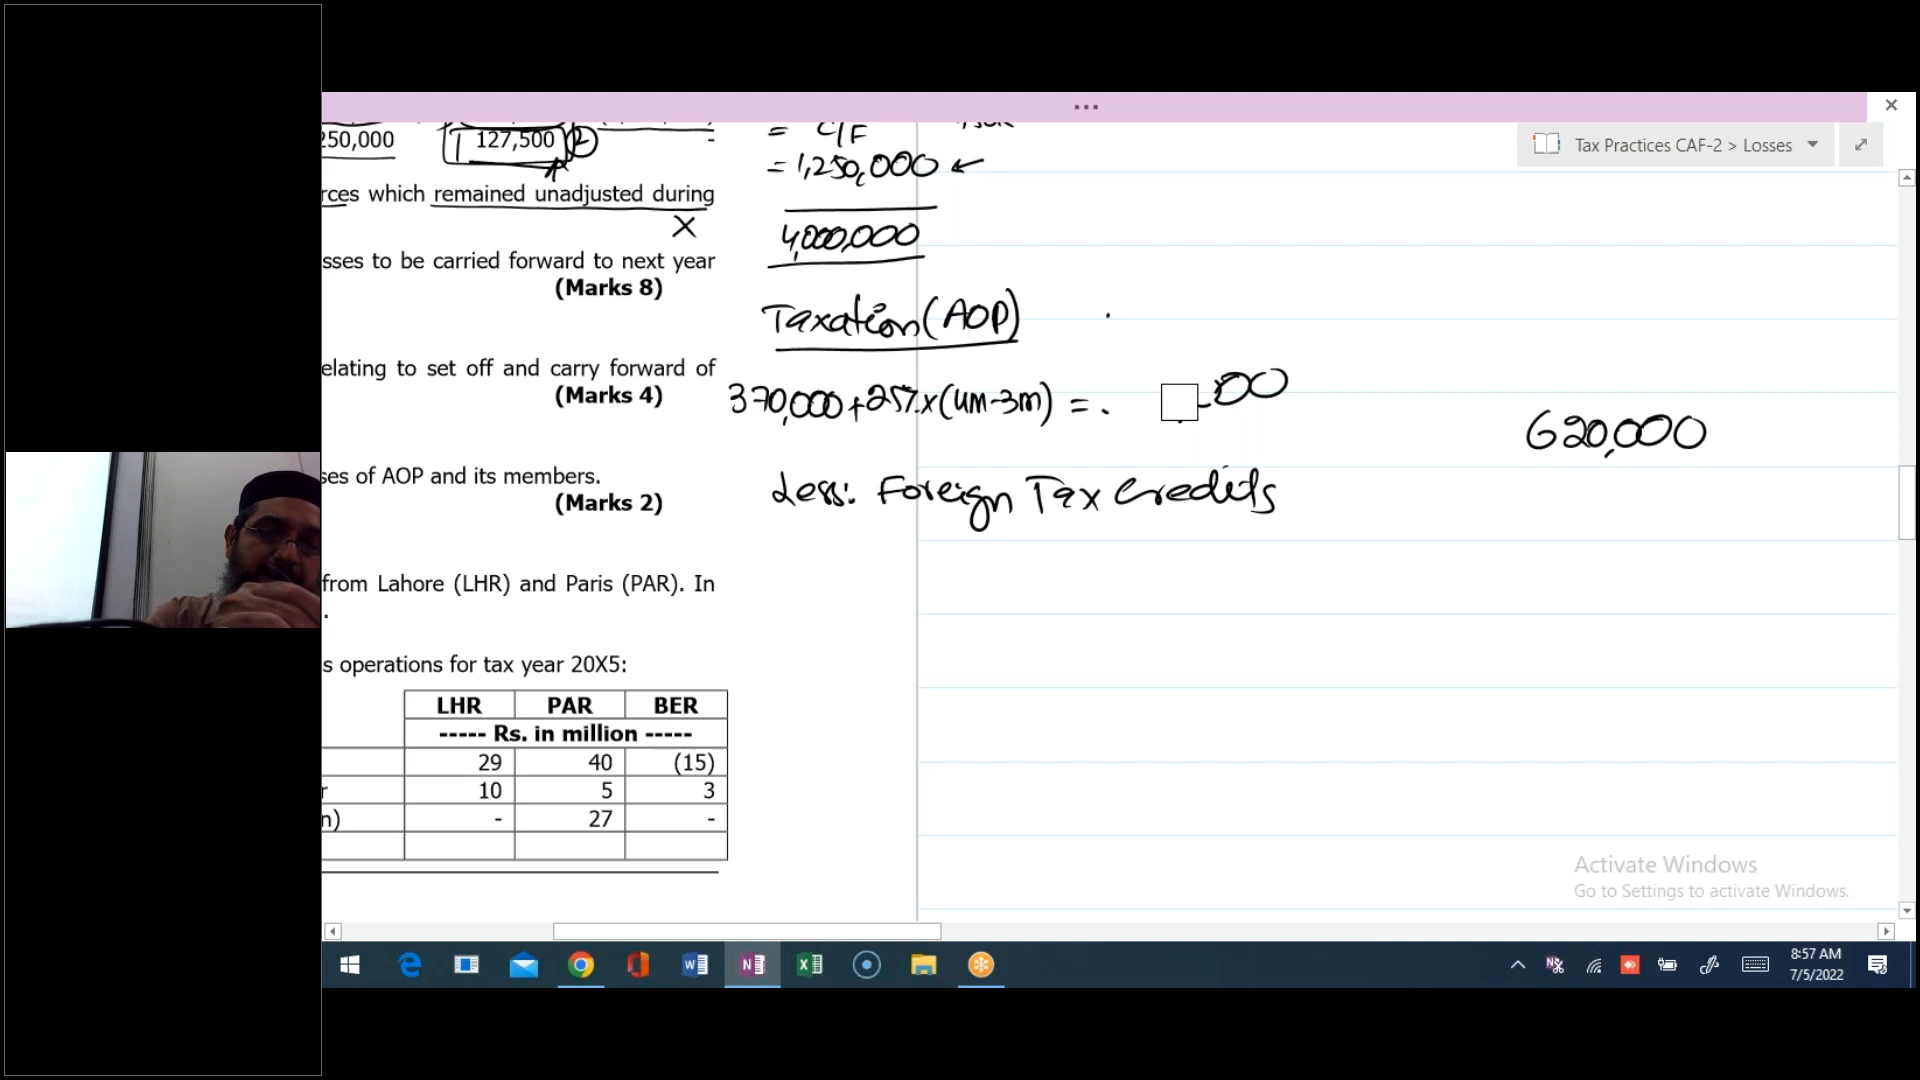 Tax Practices CAF-2 > Losses
250,000 127,500 2 -
= C/F
= 1,250,000
rces which remained unadjusted during
X
4,000,000
sses to be carried forward to next year
(Marks 8)
Taxation (AOP)
elating to set off and carry forward of
(Marks 4)
370,000 + 25% x (4m-3m) =
620,000
Less: Foreign Tax Credits
ses of AOP and its members.
(Marks 2)
from Lahore (LHR) and Paris (PAR). In
.
s operations for tax year 20X5:
LHR PAR BER
----- Rs. in million -----
29 40 (15)
r 10 5 3
n) - 27 -
Activate Windows
Go to Settings to activate Windows.
8:57 AM
7/5/2022